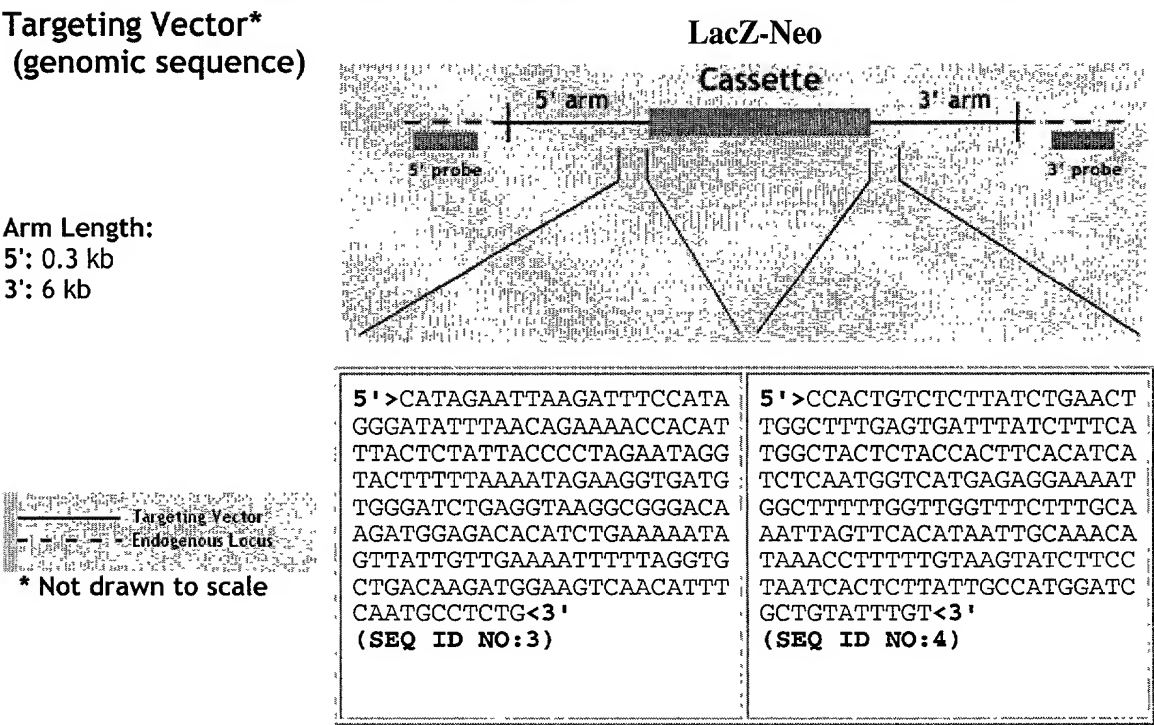 Targeting Vector*
(genomic sequence)
LacZ-Neo
Cassette
5' arm
3' arm
5' probe
3' probe
Arm Length:
5': 0.3 kb
3': 6 kb
5'>CATAGAATTAAGATTTCCATA
GGGATATTTAACAGAAAACCACAT
TTACTCTATTACCCCTAGAATAGG
TACTTTTTAAAATAGAAGGTGATG
TGGGATCTGAGGTAAGGCGGGACA
AGATGGAGACACATCTGAAAAATA
GTTATTGTTGAAAATTTTTAGGTG
CTGACAAGATGGAAGTCAACATTT
CAATGCCTCTG<3'
(SEQ ID NO:3)
5'>CCACTGTCTCTTATCTGAACT
TGGCTTTGAGTGATTTATCTTTCA
TGGCTACTCTACCACTTCACATCA
TCTCAATGGTCATGAGAGGAAAAT
GGCTTTTTGGTTGGTTTCTTTGCA
AATTAGTTCACATAATTGCAAACA
TAAACCTTTTTGTAAGTATCTTCC
TAATCACTCTTATTGCCATGGATC
GCTGTATTTGT<3'
(SEQ ID NO:4)
Targeting Vector
Endogenous Locus
* Not drawn to scale